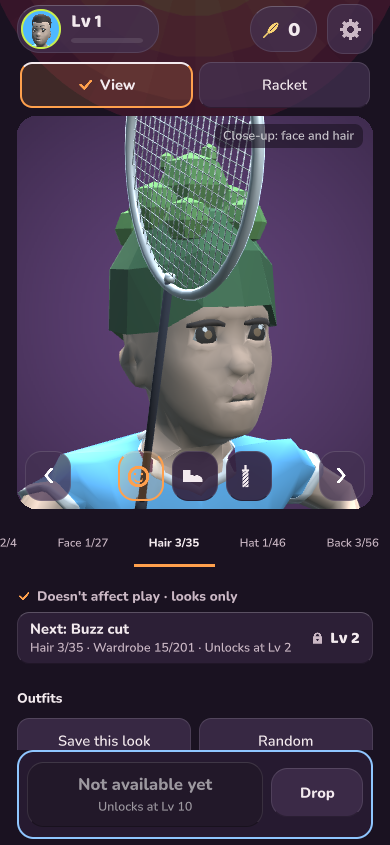 Lv 1
0
View
Racket
Close-up: face and hair
2/4
Face 1/27
Hair 3/35
Hat 1/46
Back 3/56
Doesn't affect play · looks only
Next: Buzz cut
Hair 3/35 · Wardrobe 15/201 · Unlocks at Lv 2
Lv 2
Outfits
Save this look
Random
Not available yet
Unlocks at Lv 10
Drop